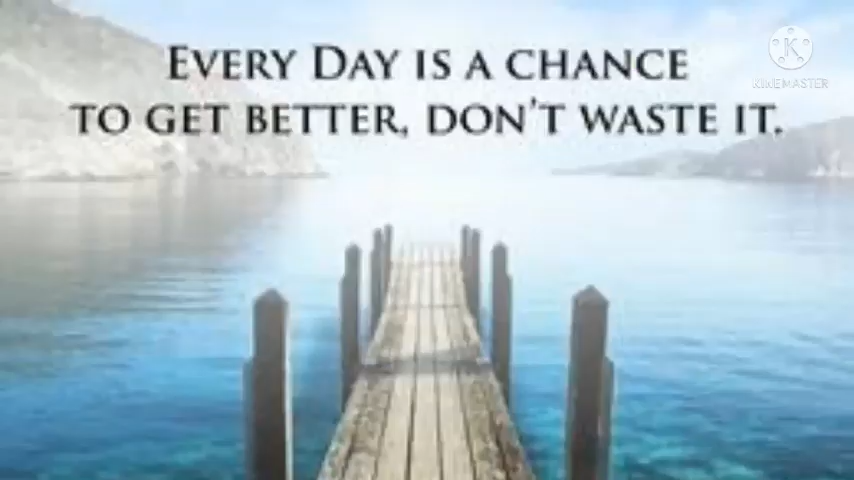 EVERY DAY IS A CHANCE
TO GET BETTER, DON'T WASTE IT.
K
KINEMASTER